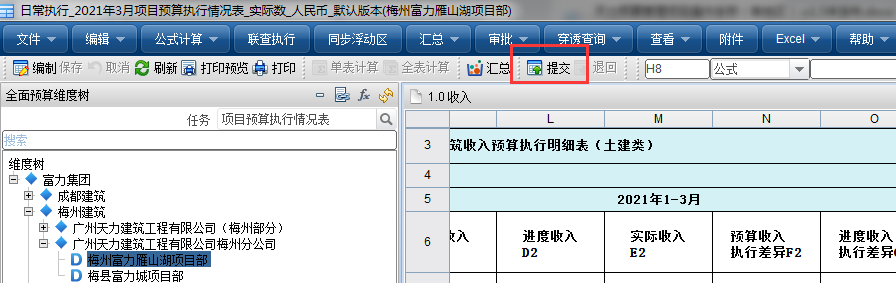 日常执行_2021年3月项目预算执行情况表_实际数_人民币_默认版本(梅州富力雁山湖项目部)
文件 编辑 公式计算 联查执行 同步浮动区 汇总 审批 穿透查询 查看 附件 Excel 帮助
编制 保存 取消 刷新 打印预览 打印 单表计算 全表计算 汇总 提交 退回 H8 公式
全面预算维度树
任务 项目预算执行情况表
搜索
维度树
富力集团
成都建筑
梅州建筑
广州天力建筑工程有限公司（梅州部分）
广州天力建筑工程有限公司梅州分公司
梅州富力雁山湖项目部
梅县富力城项目部
1.0收入
L M N O
3 筑收入预算执行明细表（土建类）
4
5 2021年1-3月
6 收入 进度收入 D2 实际收入 E2 预算收入 执行差异F2 进度收入 执行差异